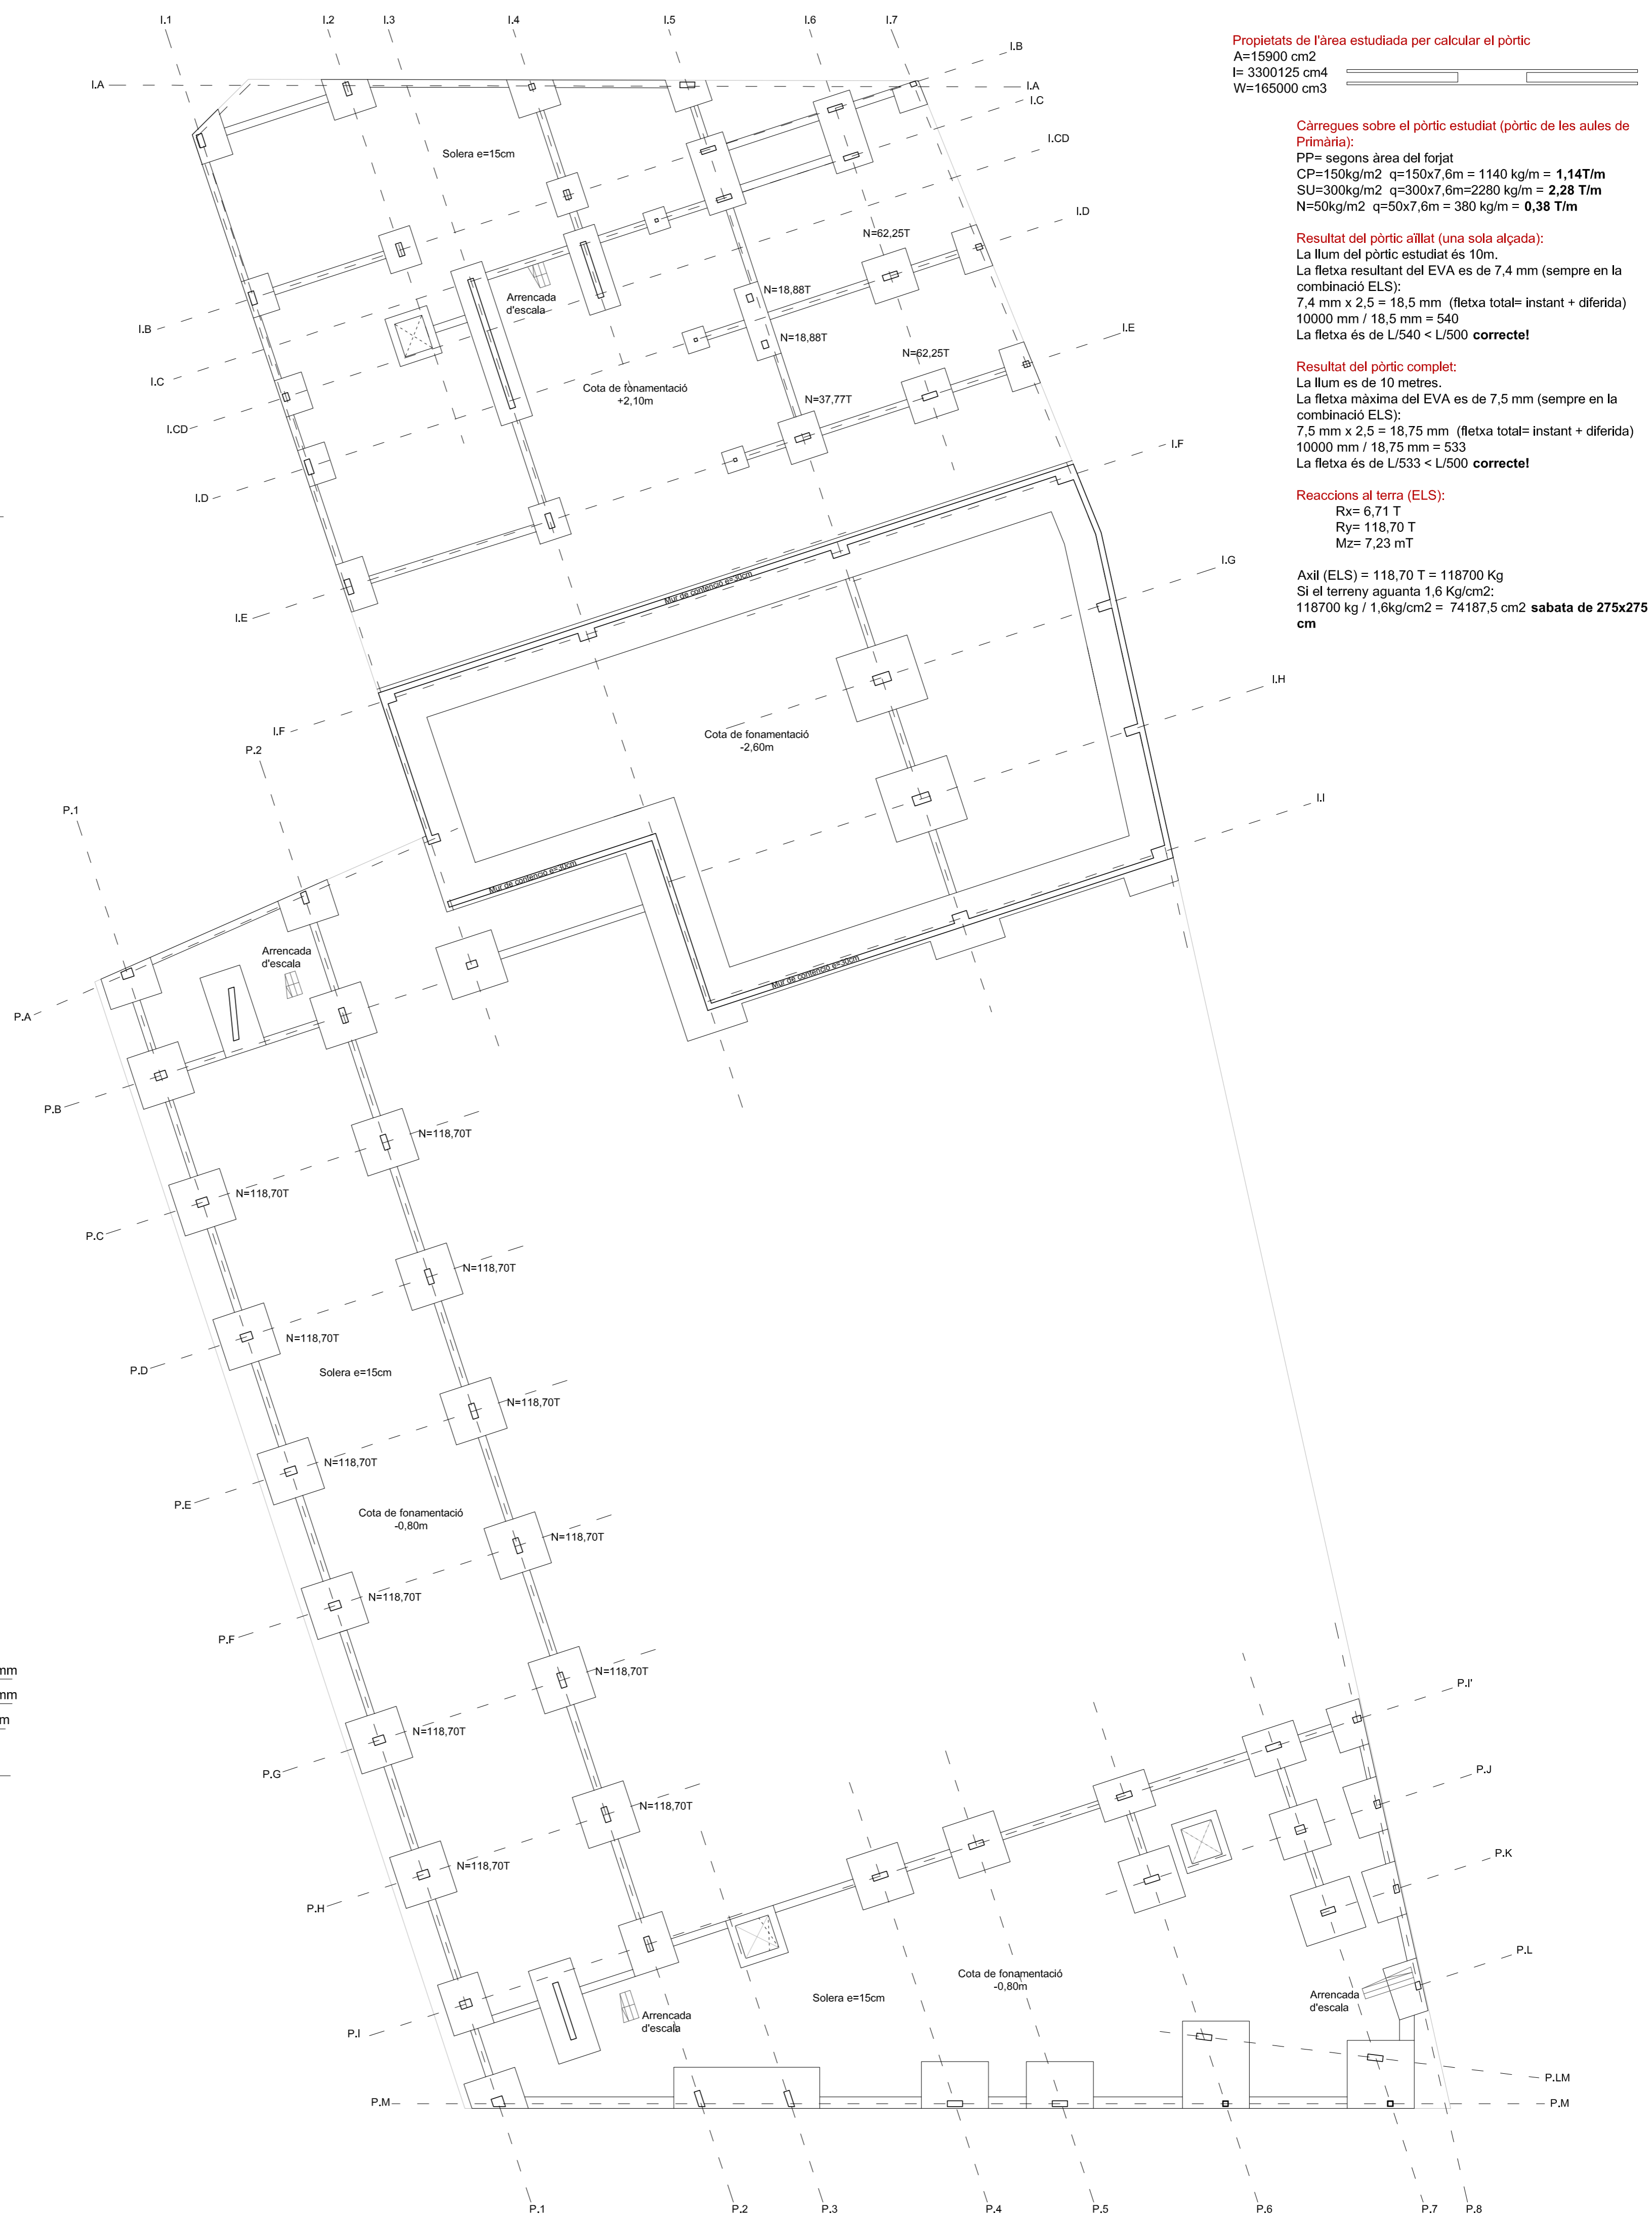 I.1
I.2
I.3
I.4
I.5
I.6
I.7
I.B
I.A
I.A
I.C
I.CD
I.D
I.E
I.F
I.G
I.H
I.I
Propietats de l'àrea estudiada per calcular el pòrtic
A=15900 cm2
I= 3300125 cm4
W=165000 cm3
Càrregues sobre el pòrtic estudiat (pòrtic de les aules de
Primària):
PP= segons àrea del forjat
CP=150kg/m2 q=150x7,6m = 1140 kg/m = 1,14T/m
SU=300kg/m2 q=300x7,6m=2280 kg/m = 2,28 T/m
N=50kg/m2 q=50x7,6m = 380 kg/m = 0,38 T/m
Resultat del pòrtic aïllat (una sola alçada):
La llum del pòrtic estudiat és 10m.
La fletxa resultant del EVA es de 7,4 mm (sempre en la
combinació ELS):
7,4 mm x 2,5 = 18,5 mm (fletxa total= instant + diferida)
10000 mm / 18,5 mm = 540
La fletxa és de L/540 < L/500 correcte!
Resultat del pòrtic complet:
La llum es de 10 metres.
La fletxa màxima del EVA es de 7,5 mm (sempre en la
combinació ELS):
7,5 mm x 2,5 = 18,75 mm (fletxa total= instant + diferida)
10000 mm / 18,75 mm = 533
La fletxa és de L/533 < L/500 correcte!
Reaccions al terra (ELS):
Rx= 6,71 T
Ry= 118,70 T
Mz= 7,23 mT
Axil (ELS) = 118,70 T = 118700 Kg
Si el terreny aguanta 1,6 Kg/cm2:
118700 kg / 1,6kg/cm2 = 74187,5 cm2 sabata de 275x275
cm
Solera e=15cm
N=62,25T
N=18,88T
Arrencada
d'escala
I.B
N=18,88T
N=62,25T
I.C
Cota de fonamentació
+2,10m
N=37,77T
I.CD
I.D
Mur de contenció e=30cm
I.E
I.F
Cota de fonamentació
-2,60m
P.2
P.1
Mur de contenció e=30cm
Arrencada
d'escala
Mur de contenció e=30cm
P.A
P.B
N=118,70T
N=118,70T
P.C
N=118,70T
N=118,70T
P.D
Solera e=15cm
N=118,70T
N=118,70T
P.E
Cota de fonamentació
-0,80m
N=118,70T
N=118,70T
P.F
mm
mm
m
N=118,70T
P.I'
N=118,70T
P.G
P.J
N=118,70T
P.K
N=118,70T
P.H
P.L
Cota de fonamentació
-0,80m
Solera e=15cm
Arrencada
d'escala
Arrencada
d'escala
P.I
P.LM
P.M
P.M
P.1
P.2
P.3
P.4
P.5
P.6
P.7
P.8